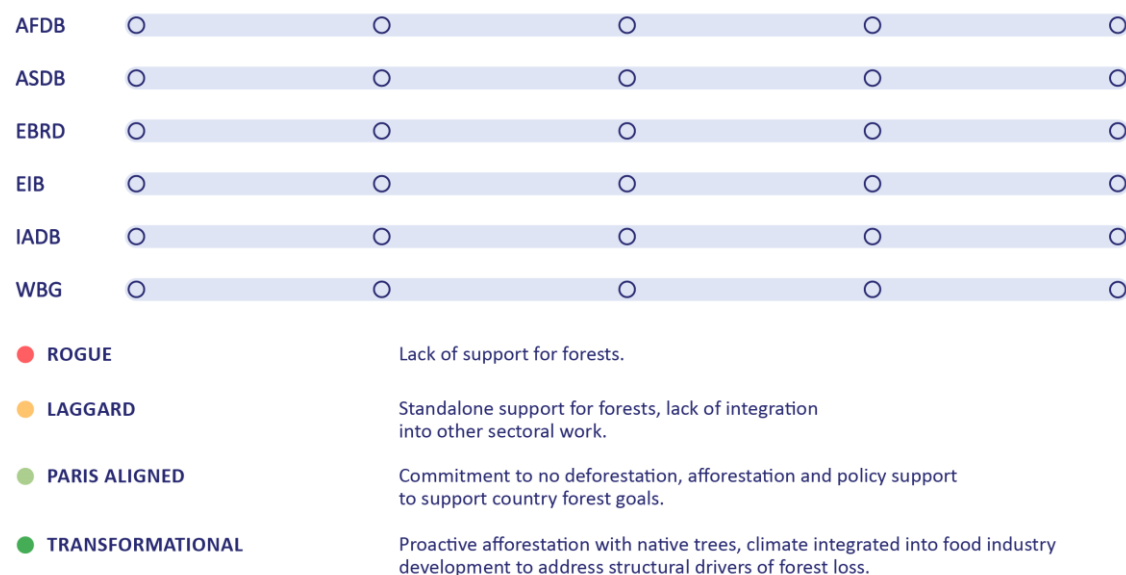 AFDB
ASDB
EBRD
EIB
IADB
WBG
ROGUE
Lack of support for forests.
LAGGARD
Standalone support for forests, lack of integration
into other sectoral work.
PARIS ALIGNED
Commitment to no deforestation, afforestation and policy support
to support country forest goals.
TRANSFORMATIONAL
Proactive afforestation with native trees, climate integrated into food industry
development to address structural drivers of forest loss.